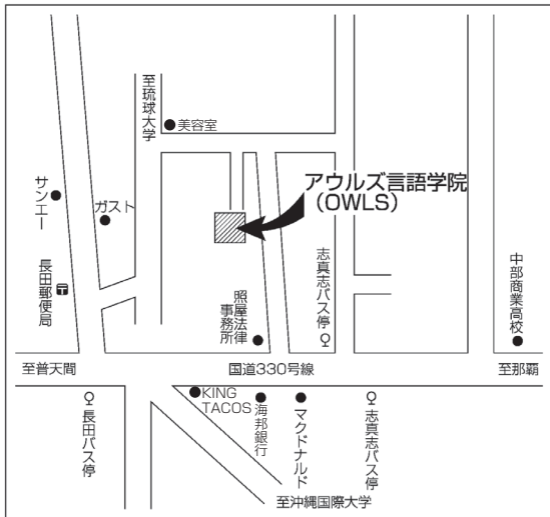 至琉球大学
美容室
サンエー
ガスト
アウルズ言語学院
（OWLS）
長田郵便局
照屋法律
事務所
志真志バス停
中部商業高校
至普天間
国道330号線
至那覇
長田バス停
KING
TACOS
海邦銀行
マクドナルド
志真志バス停
至沖縄国際大学